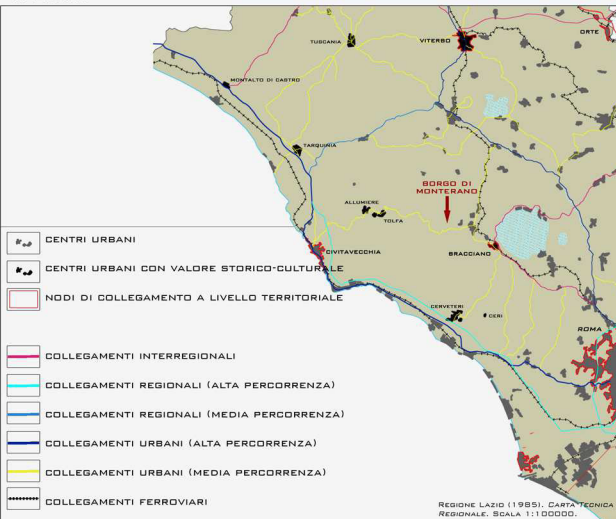 TUSCANIA
VITERBO
ORTE
MONTALTO DI CASTRO
TARQUINIA
BORGO DI
MONTERANO
ALLUMIERE
TOLFA
CIVITAVECCHIA
BRACCIANO
CERVETERI
CERI
ROMA
CENTRI URBANI
CENTRI URBANI CON VALORE STORICO-CULTURALE
NODI DI COLLEGAMENTO A LIVELLO TERRITORIALE
COLLEGAMENTI INTERREGIONALI
COLLEGAMENTI REGIONALI (ALTA PERCORRENZA)
COLLEGAMENTI REGIONALI (MEDIA PERCORRENZA)
COLLEGAMENTI URBANI (ALTA PERCORRENZA)
COLLEGAMENTI URBANI (MEDIA PERCORRENZA)
COLLEGAMENTI FERROVIARI
REGIONE LAZIO (1985). CARTA TECNICA
REGIONALE. SCALA 1:100000.